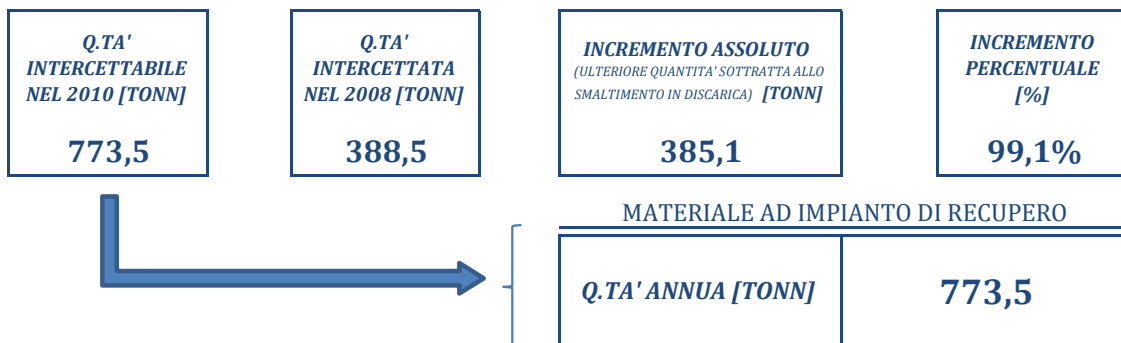 Q.TA'
INTERCETTABILE
NEL 2010 [TONN]
773,5
Q.TA'
INTERCETTATA
NEL 2008 [TONN]
388,5
INCREMENTO ASSOLUTO
(ULTERIORE QUANTITA' SOTTRATTA ALLO
SMALTIMENTO IN DISCARICA) [TONN]
385,1
INCREMENTO
PERCENTUALE
[%]
99,1%
MATERIALE AD IMPIANTO DI RECUPERO
Q.TA' ANNUA [TONN]
773,5